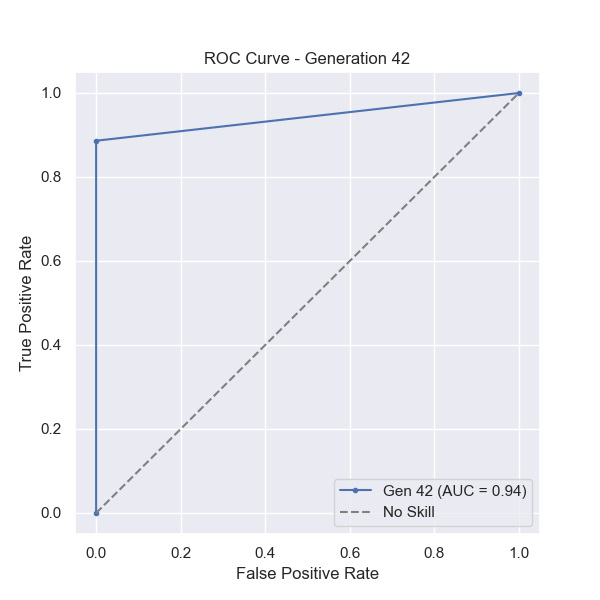 ROC Curve - Generation 42
1.0
0.8
0.6
0.4
0.2
0.0
True Positive Rate
0.0 0.2 0.4 0.6 0.8 1.0
False Positive Rate
Gen 42 (AUC = 0.94)
No Skill